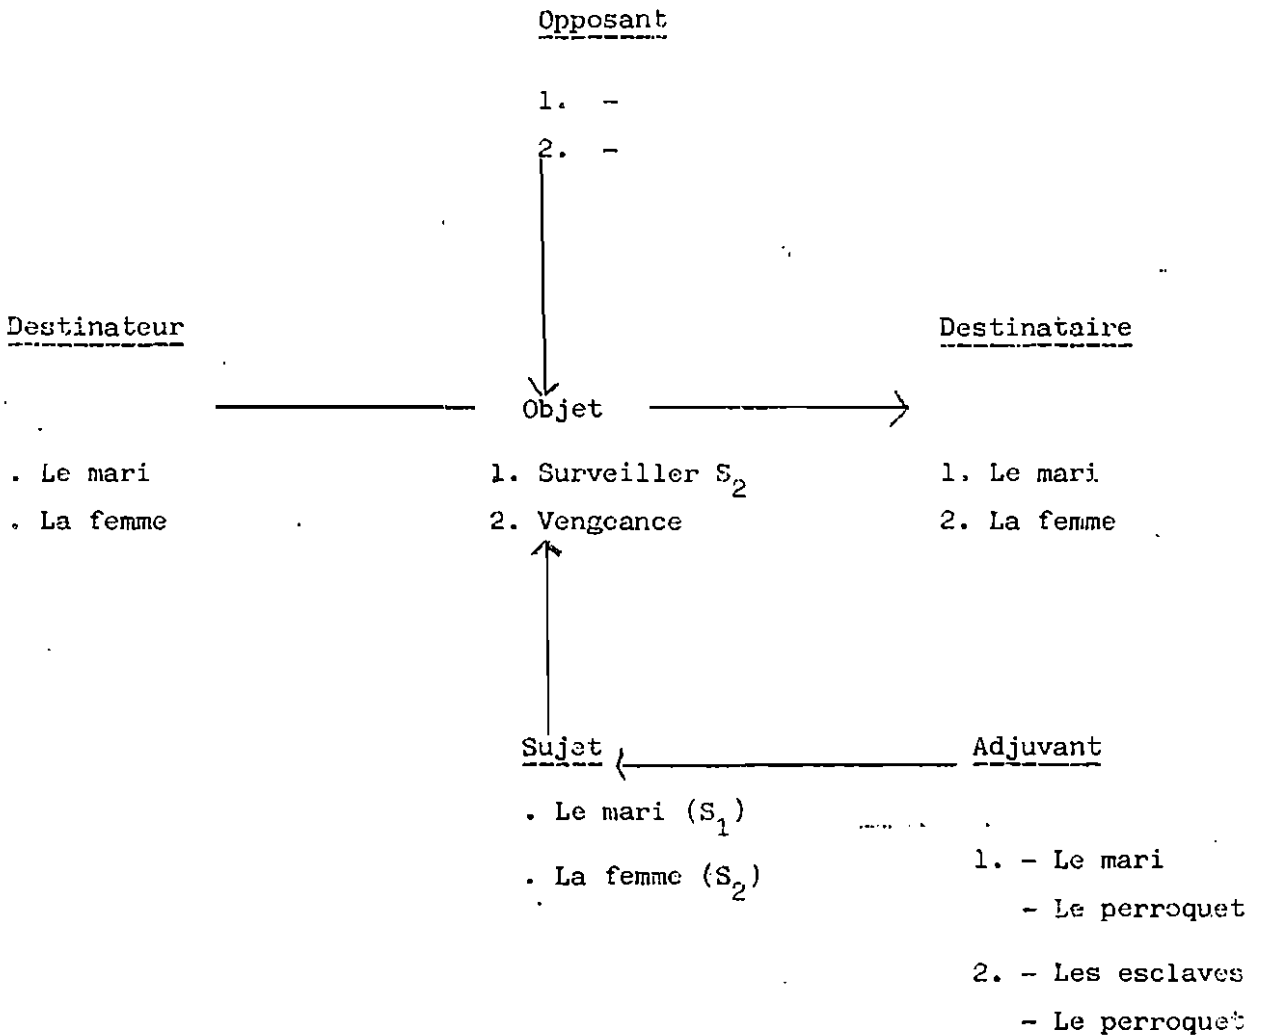 Opposant
1. -
2. -
Destinateur
Destinataire
Objet
. Le mari
. La femme
1. Surveiller S2
2. Vengeance
1. Le mari
2. La femme
Sujet
Adjuvant
. Le mari (S1)
. La femme (S2)
1. - Le mari
- Le perroquet
2. - Les esclaves
- Le perroquet